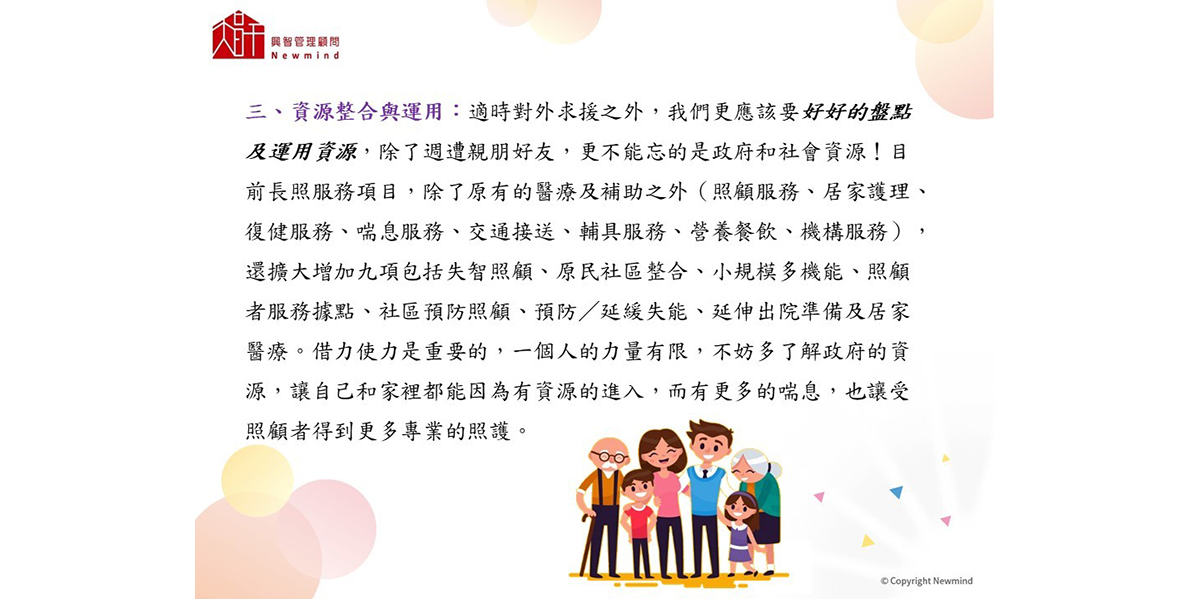 興智管理顧問
Newmind
三、資源整合與運用：適時對外求援之外，我們更應該要好好的盤點
及運用資源，除了週遭親朋好友，更不能忘的是政府和社會資源！目
前長照服務項目，除了原有的醫療及補助之外（照顧服務、居家護理、
復健服務、喘息服務、交通接送、輔具服務、營養餐飲、機構服務），
還擴大增加九項包括失智照顧、原民社區整合、小規模多機能、照顧
者服務據點、社區預防照顧、預防／延緩失能、延伸出院準備及居家
醫療。借力使力是重要的，一個人的力量有限，不妨多了解政府的資
源，讓自己和家裡都能因為有資源的進入，而有更多的喘息，也讓受
照顧者得到更多專業的照護。
© Copyright Newmind